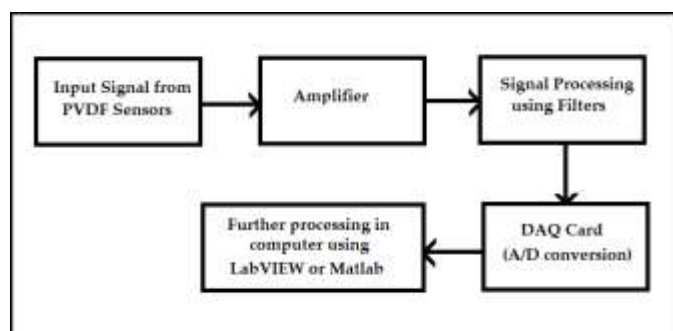 Input Signal from
PVDF Sensors
Amplifier
Signal Processing
using Filters
DAQ Card
(A/D conversion)
Further processing in
computer using
LabVIEW or Matlab